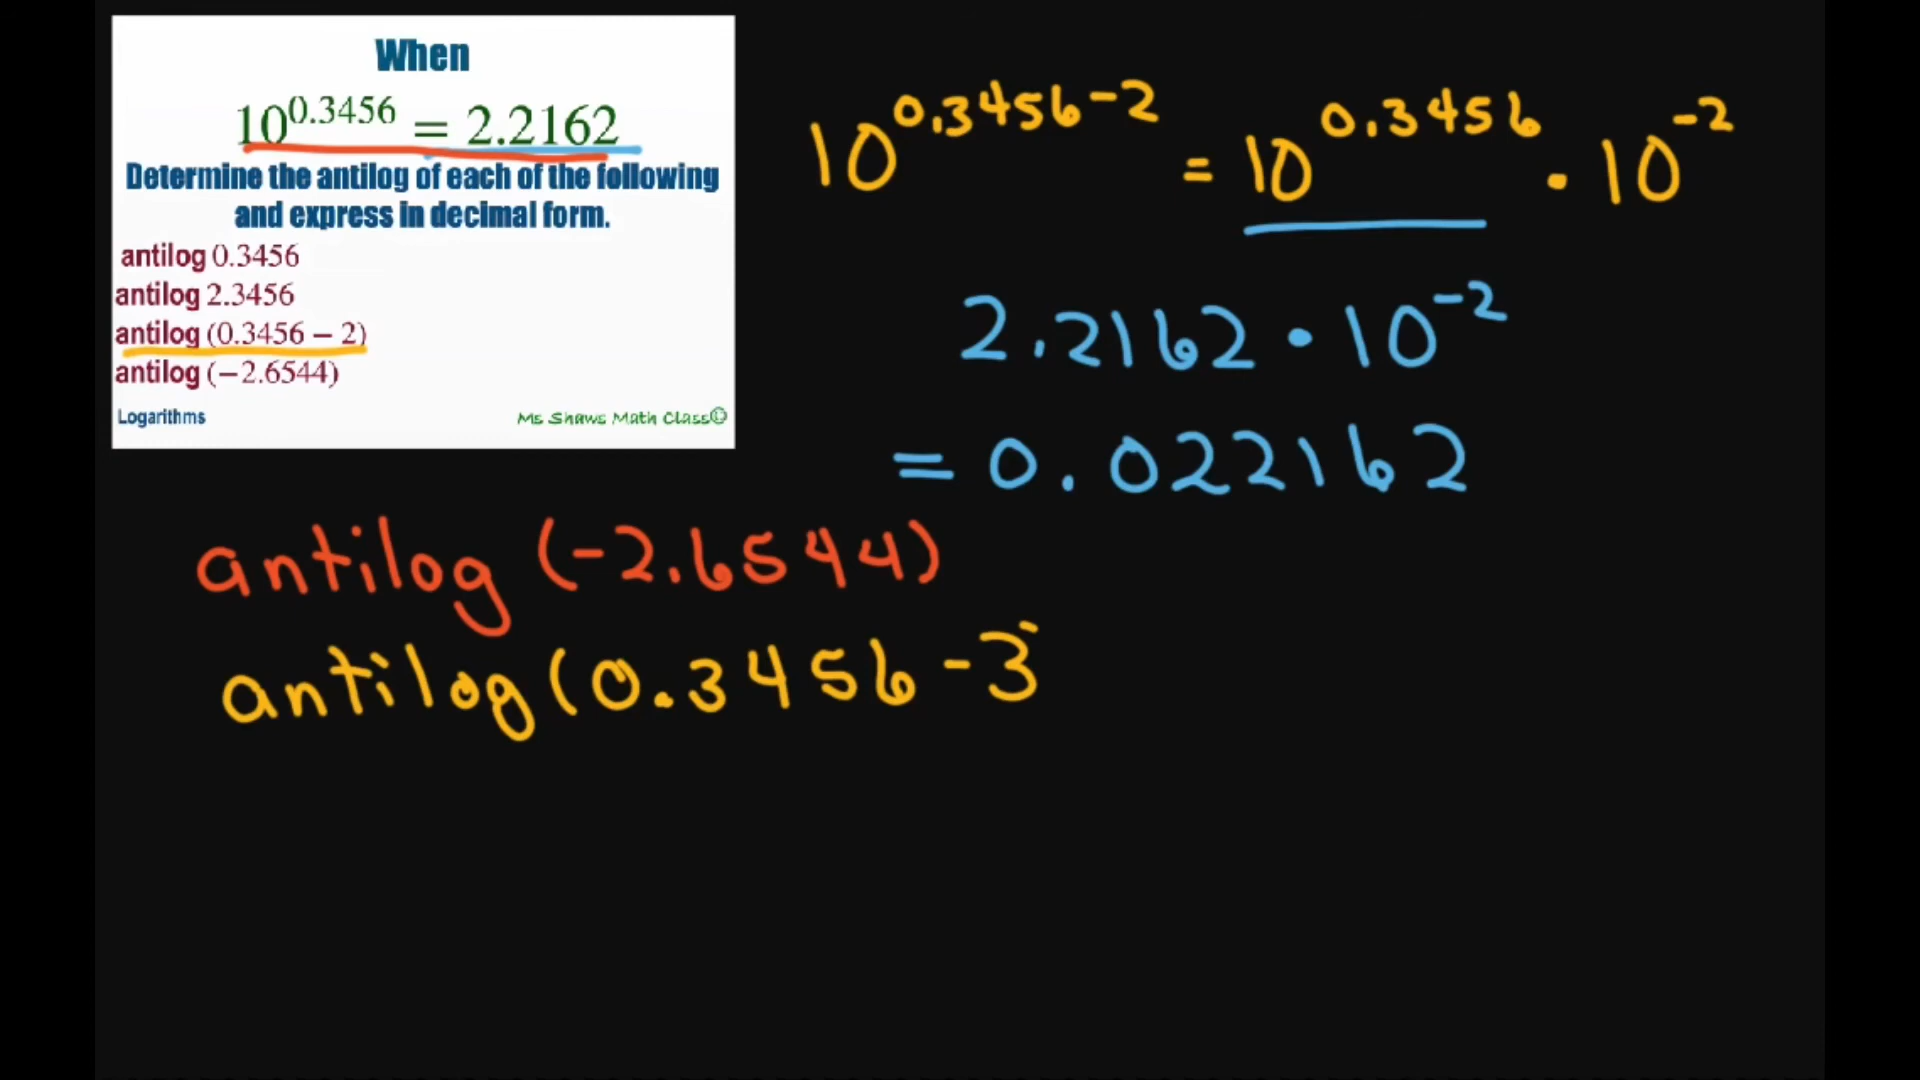 When
10^0.3456 = 2.2162
Determine the antilog of each of the following
and express in decimal form.
antilog 0.3456
antilog 2.3456
antilog (0.3456 − 2)
antilog (−2.6544)
Logarithms
Ms Shaws Math Class©
10^0.3456-2 = 10^0.3456 · 10^-2
2.2162 · 10^-2
= 0.022162
antilog (-2.6544)
antilog (0.3456-3